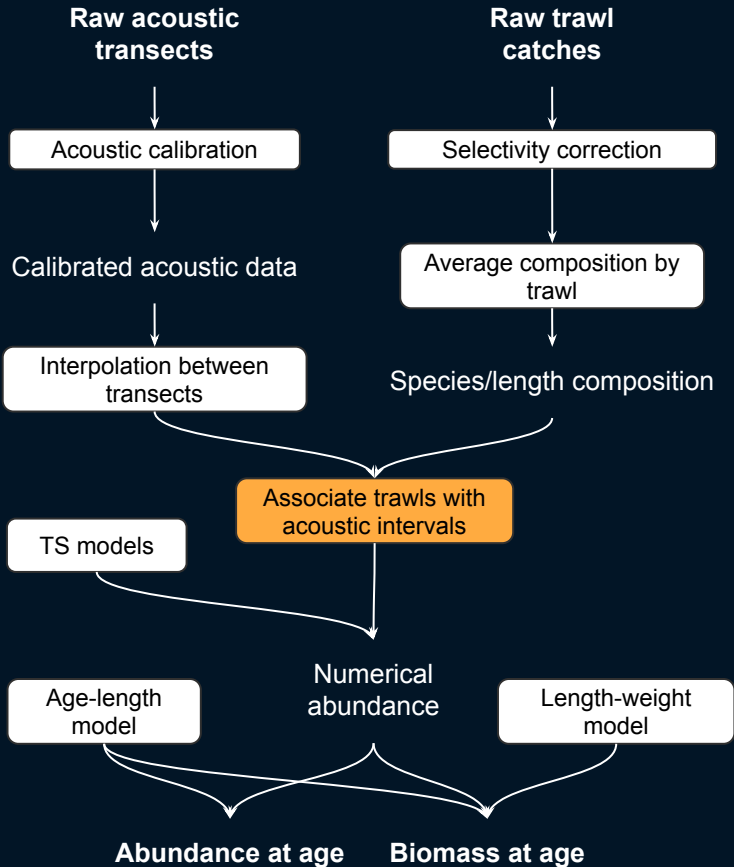 Raw acoustic
transects
Raw trawl
catches
Acoustic calibration
Selectivity correction
Calibrated acoustic data
Average composition by
trawl
Interpolation between
transects
Species/length composition
Associate trawls with
acoustic intervals
TS models
Numerical
abundance
Age-length
model
Length-weight
model
Abundance at age
Biomass at age